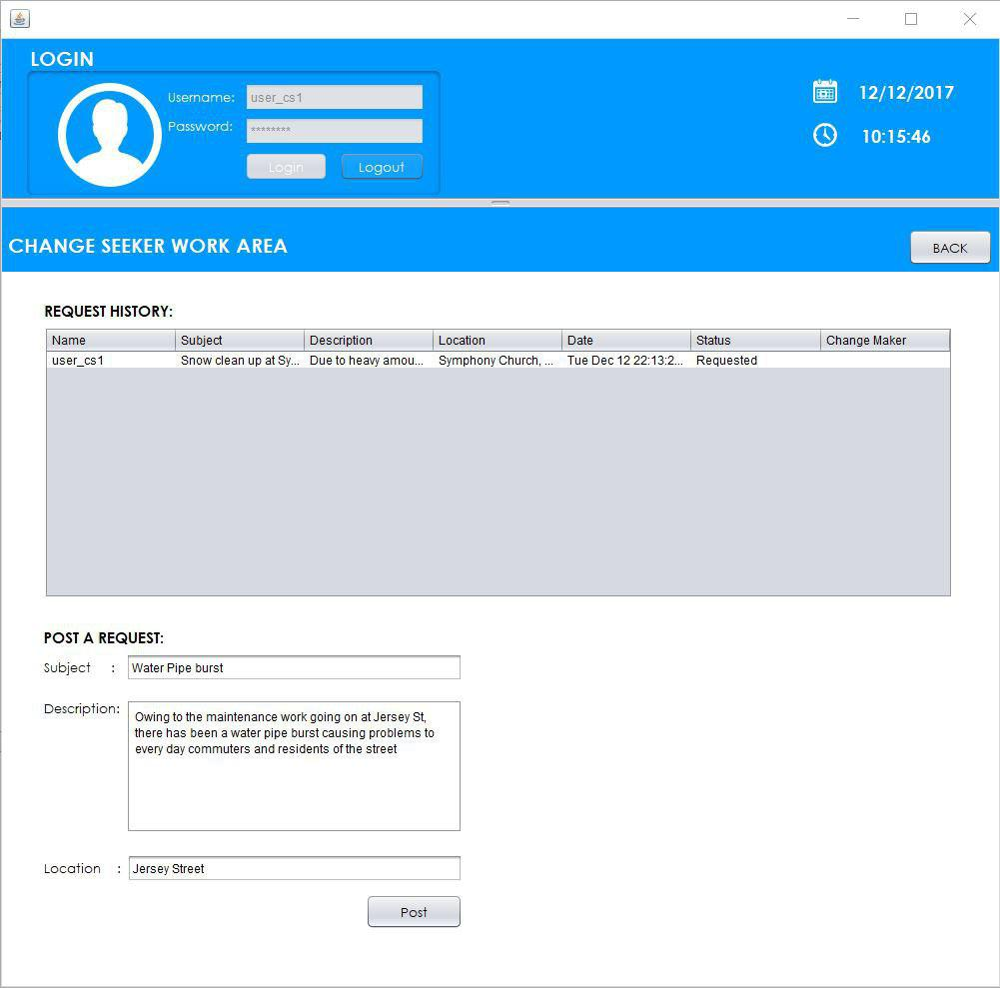 LOGIN
Username: user_cs1
Password: ********
Login Logout
12/12/2017
10:15:46
CHANGE SEEKER WORK AREA
BACK
REQUEST HISTORY:
Name Subject Description Location Date Status Change Maker
user_cs1 Snow clean up at Sy... Due to heavy amou... Symphony Church, ... Tue Dec 12 22:13:2... Requested
POST A REQUEST:
Subject : Water Pipe burst
Description: Owing to the maintenance work going on at Jersey St,
there has been a water pipe burst causing problems to
every day commuters and residents of the street
Location : Jersey Street
Post